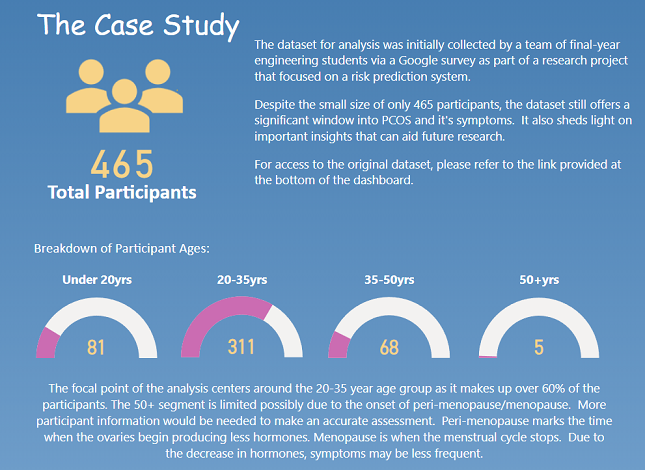 The Case Study
The dataset for analysis was initially collected by a team of final-year
engineering students via a Google survey as part of a research project
that focused on a risk prediction system.
Despite the small size of only 465 participants, the dataset still offers a
significant window into PCOS and it's symptoms. It also sheds light on
important insights that can aid future research.
For access to the original dataset, please refer to the link provided at
the bottom of the dashboard.
465
Total Participants
Breakdown of Participant Ages:
Under 20yrs
81
20-35yrs
311
35-50yrs
68
50+yrs
5
The focal point of the analysis centers around the 20-35 year age group as it makes up over 60% of the
participants. The 50+ segment is limited possibly due to the onset of peri-menopause/menopause. More
participant information would be needed to make an accurate assessment. Peri-menopause marks the time
when the ovaries begin producing less hormones. Menopause is when the menstrual cycle stops. Due to
the decrease in hormones, symptoms may be less frequent.